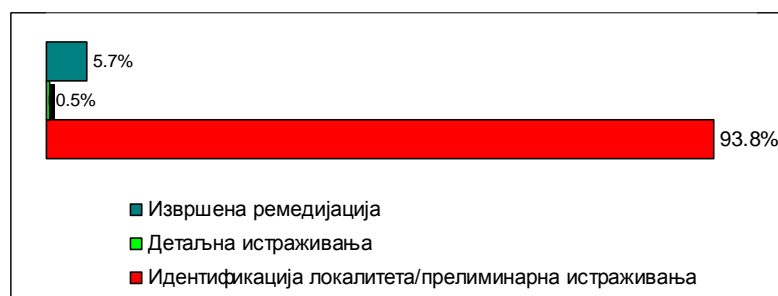 5.7%
0.5%
93.8%
Извршена ремедијација
Детаљна истраживања
Идентификација локалитета/прелиминарна истраживања